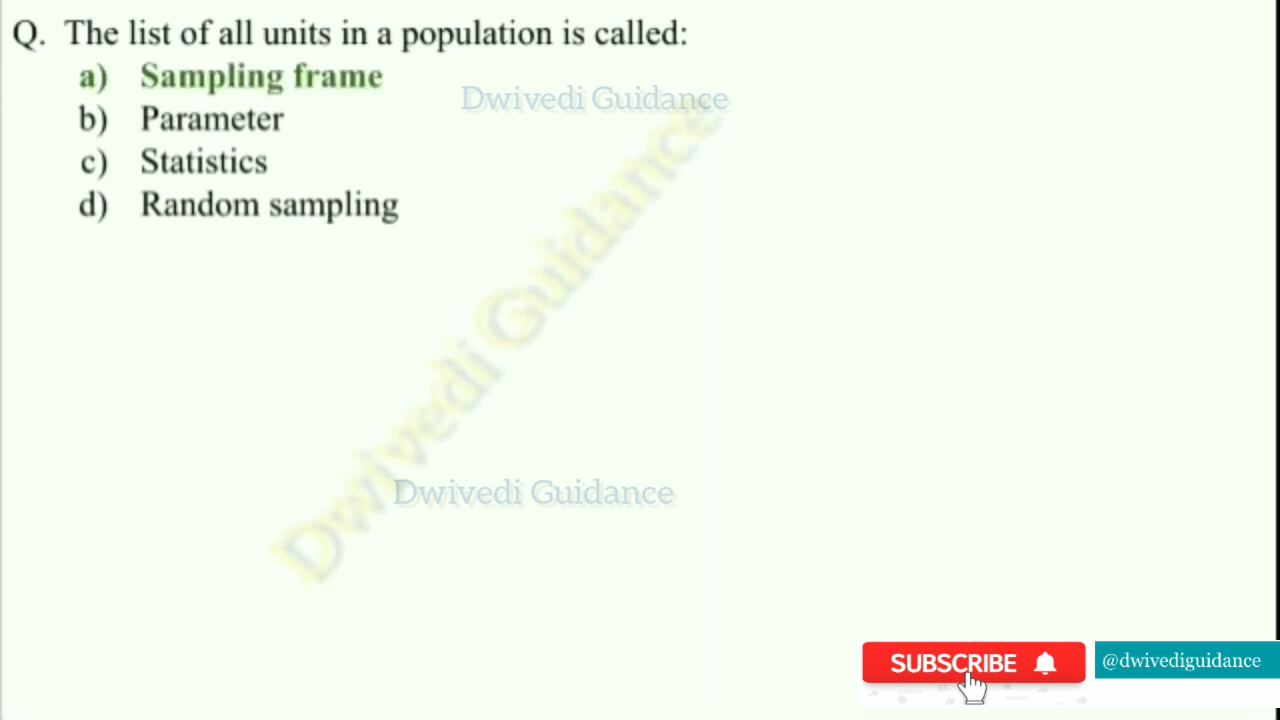 Q. The list of all units in a population is called:
a) Sampling frame
b) Parameter
c) Statistics
d) Random sampling
Dwivedi Guidance
Dwivedi Guidance
Dwivedi Guidance
SUBSCRIBE
@dwivediguidance